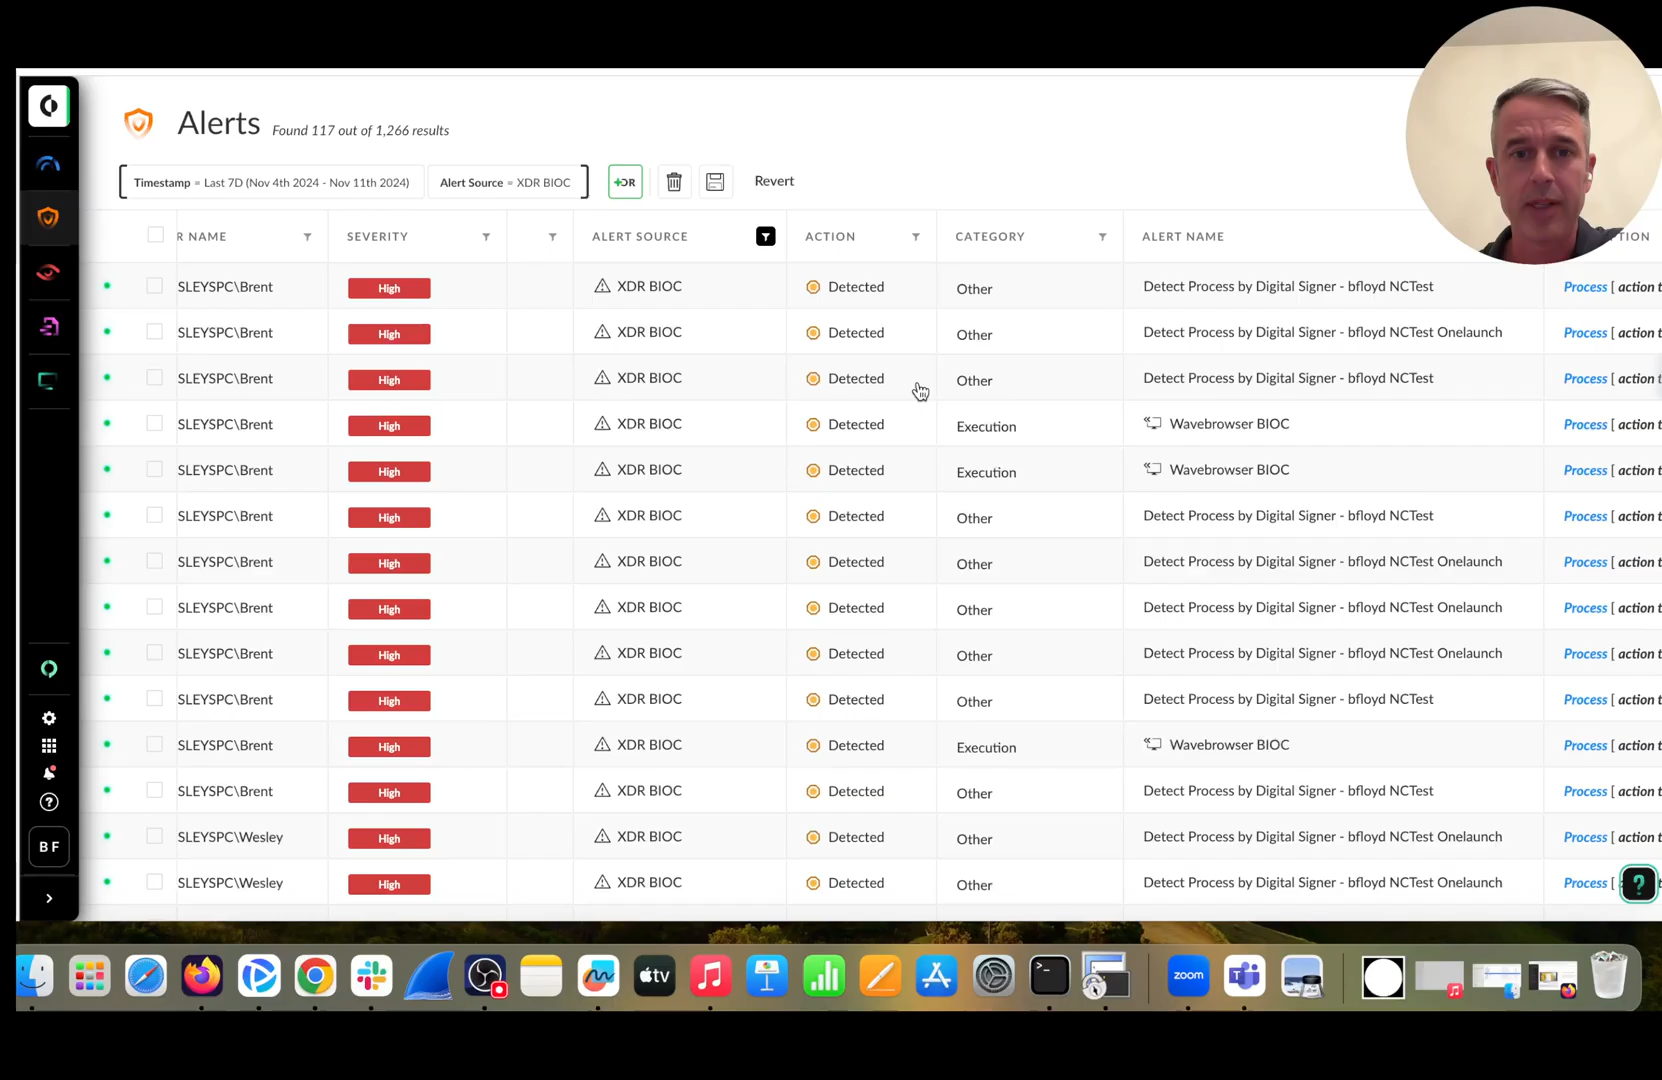 Alerts Found 117 out of 1,266 results
Timestamp = Last 7D (Nov 4th 2024 - Nov 11th 2024) Alert Source = XDR BIOC +OR Revert
R NAME SEVERITY ALERT SOURCE ACTION CATEGORY ALERT NAME TION
SLEYSPC\Brent High XDR BIOC Detected Other Detect Process by Digital Signer - bfloyd NCTest Process [ action t
SLEYSPC\Brent High XDR BIOC Detected Other Detect Process by Digital Signer - bfloyd NCTest Onelaunch Process [ action t
SLEYSPC\Brent High XDR BIOC Detected Other Detect Process by Digital Signer - bfloyd NCTest Process [ action t
SLEYSPC\Brent High XDR BIOC Detected Execution Wavebrowser BIOC Process [ action t
SLEYSPC\Brent High XDR BIOC Detected Execution Wavebrowser BIOC Process [ action t
SLEYSPC\Brent High XDR BIOC Detected Other Detect Process by Digital Signer - bfloyd NCTest Process [ action t
SLEYSPC\Brent High XDR BIOC Detected Other Detect Process by Digital Signer - bfloyd NCTest Onelaunch Process [ action t
SLEYSPC\Brent High XDR BIOC Detected Other Detect Process by Digital Signer - bfloyd NCTest Onelaunch Process [ action t
SLEYSPC\Brent High XDR BIOC Detected Other Detect Process by Digital Signer - bfloyd NCTest Onelaunch Process [ action t
SLEYSPC\Brent High XDR BIOC Detected Other Detect Process by Digital Signer - bfloyd NCTest Process [ action t
SLEYSPC\Brent High XDR BIOC Detected Execution Wavebrowser BIOC Process [ action t
SLEYSPC\Brent High XDR BIOC Detected Other Detect Process by Digital Signer - bfloyd NCTest Process [ action t
SLEYSPC\Wesley High XDR BIOC Detected Other Detect Process by Digital Signer - bfloyd NCTest Onelaunch Process [ action t
SLEYSPC\Wesley High XDR BIOC Detected Other Detect Process by Digital Signer - bfloyd NCTest Onelaunch Process [
B F
tv zoom